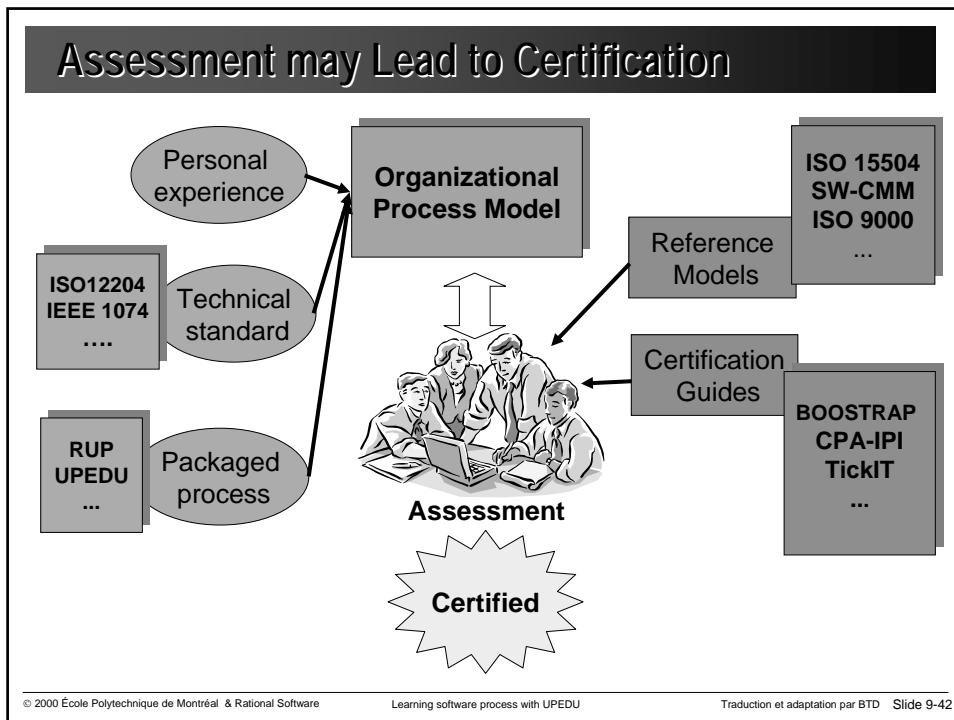 Assessment may Lead to Certification
Personal
experience
Organizational
Process Model
ISO 15504
SW-CMM
ISO 9000
...
Reference
Models
ISO12204
IEEE 1074
....
Technical
standard
Certification
Guides
BOOSTRAP
CPA-IPI
TickIT
...
RUP
UPEDU
...
Packaged
process
Assessment
Certified
© 2000 École Polytechnique de Montréal & Rational Software
Learning software process with UPEDU
Traduction et adaptation par BTD
Slide 9-42